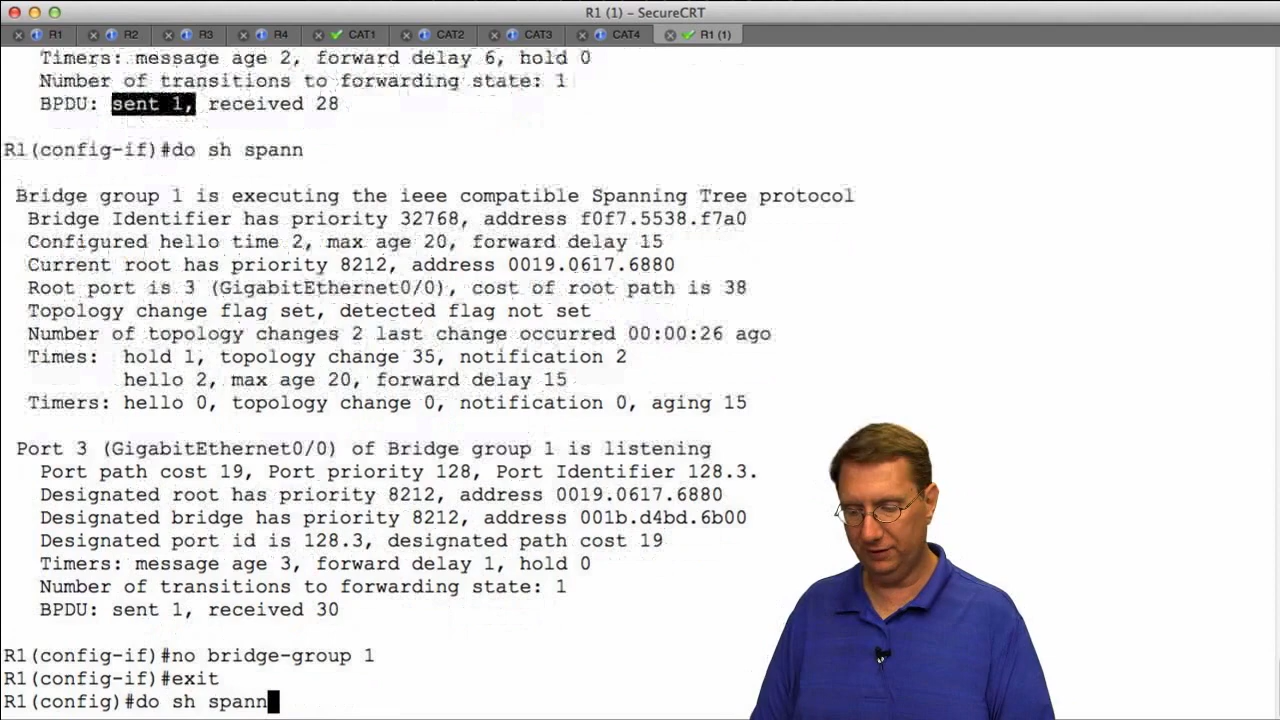 R1 (1) – SecureCRT
R1 R2 R3 R4 CAT1 CAT2 CAT3 CAT4 R1 (1)
Timers: message age 2, forward delay 6, hold 0
Number of transitions to forwarding state: 1
BPDU: sent 1, received 28
R1(config-if)#do sh spann
Bridge group 1 is executing the ieee compatible Spanning Tree protocol
Bridge Identifier has priority 32768, address f0f7.5538.f7a0
Configured hello time 2, max age 20, forward delay 15
Current root has priority 8212, address 0019.0617.6880
Root port is 3 (GigabitEthernet0/0), cost of root path is 38
Topology change flag set, detected flag not set
Number of topology changes 2 last change occurred 00:00:26 ago
Times: hold 1, topology change 35, notification 2
hello 2, max age 20, forward delay 15
Timers: hello 0, topology change 0, notification 0, aging 15
Port 3 (GigabitEthernet0/0) of Bridge group 1 is listening
Port path cost 19, Port priority 128, Port Identifier 128.3.
Designated root has priority 8212, address 0019.0617.6880
Designated bridge has priority 8212, address 001b.d4bd.6b00
Designated port id is 128.3, designated path cost 19
Timers: message age 3, forward delay 1, hold 0
Number of transitions to forwarding state: 1
BPDU: sent 1, received 30
R1(config-if)#no bridge-group 1
R1(config-if)#exit
R1(config)#do sh spann